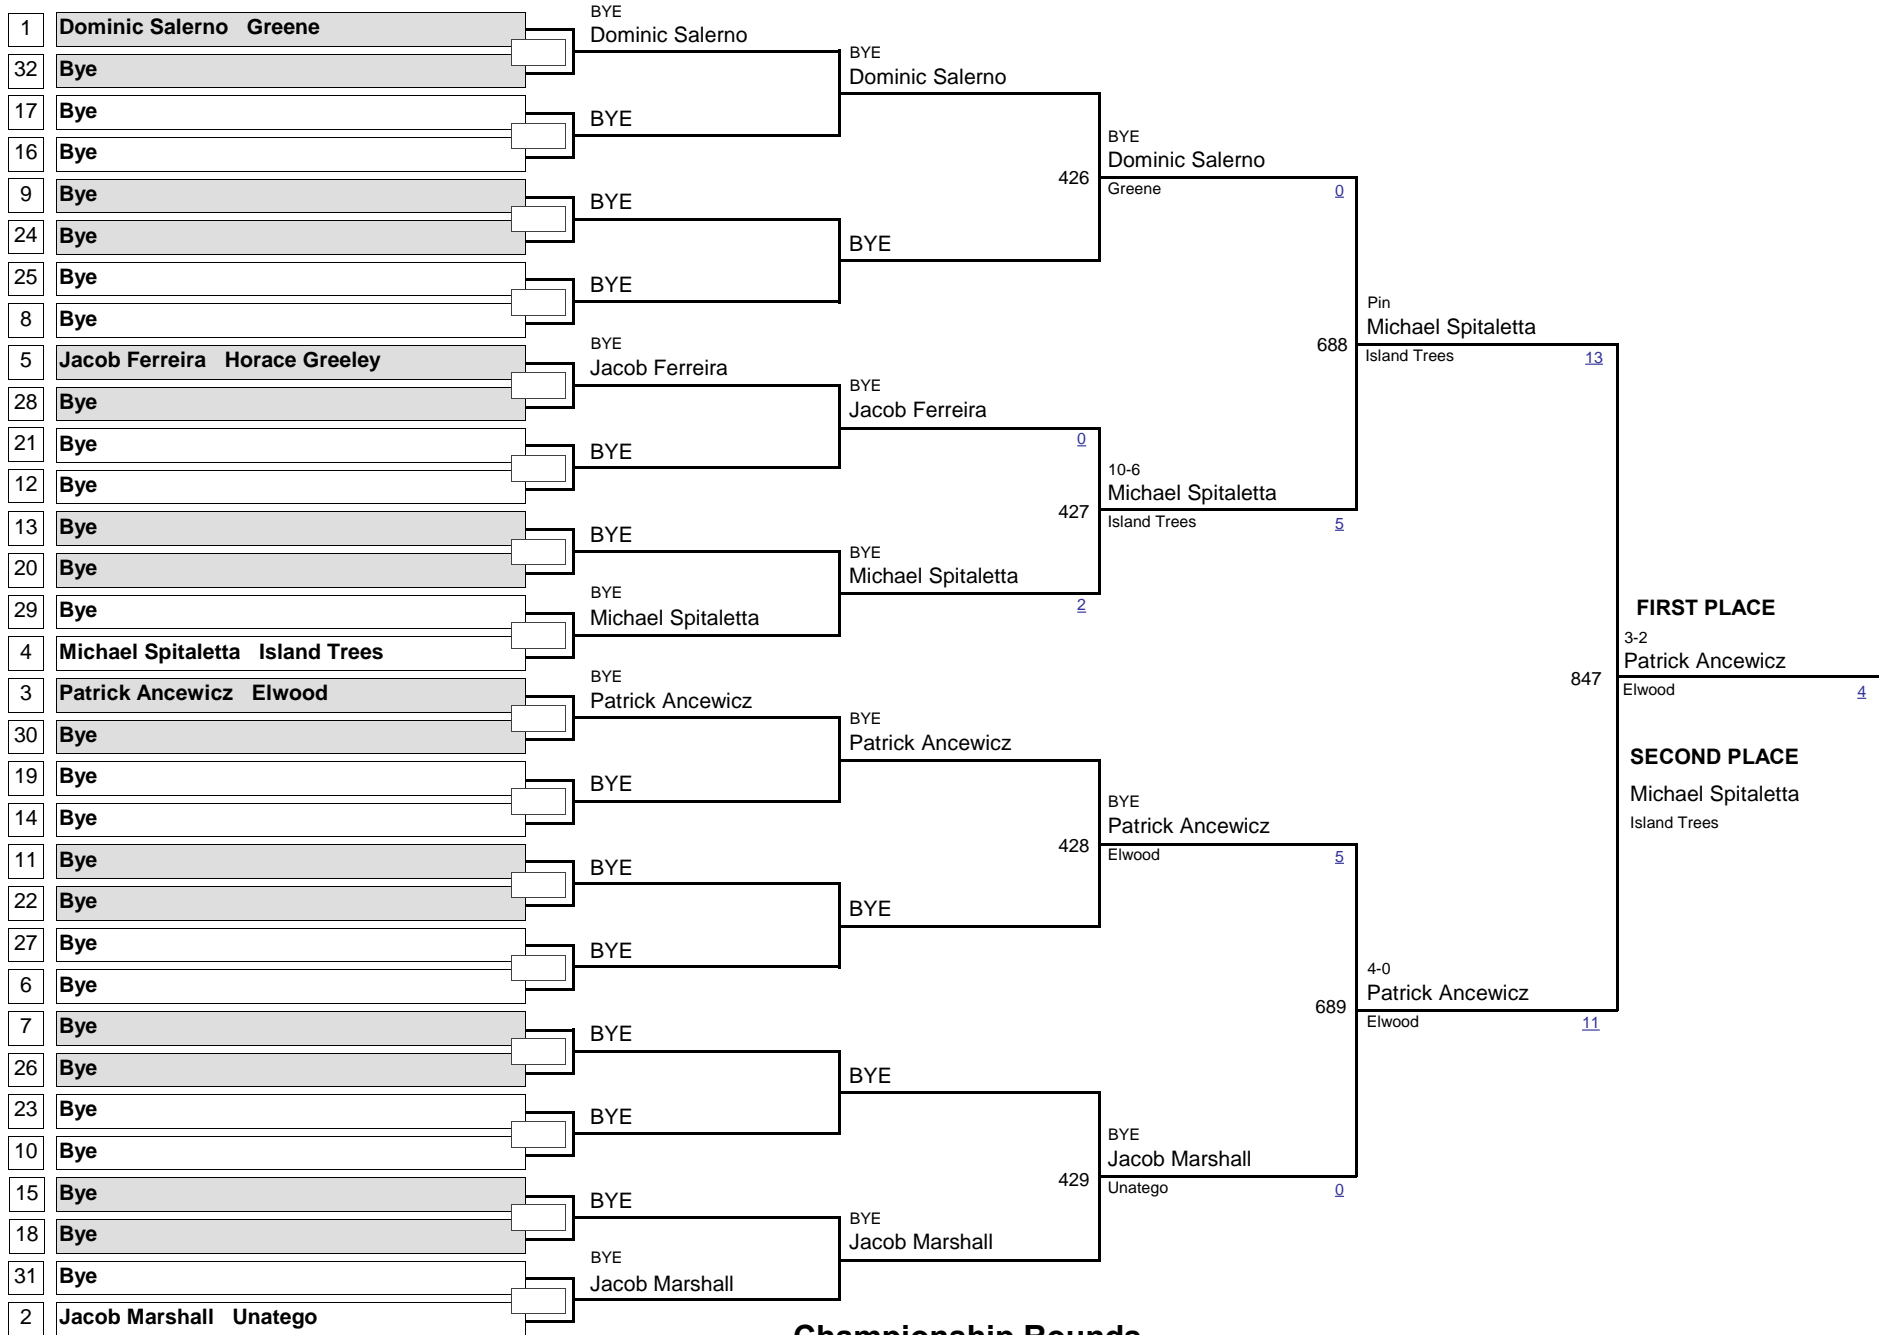 1 Dominic Salerno Greene
32 Bye
17 Bye
16 Bye
9 Bye
24 Bye
25 Bye
8 Bye
5 Jacob Ferreira Horace Greeley
28 Bye
21 Bye
12 Bye
13 Bye
20 Bye
29 Bye
4 Michael Spitaletta Island Trees
3 Patrick Ancewicz Elwood
30 Bye
19 Bye
14 Bye
11 Bye
22 Bye
27 Bye
6 Bye
7 Bye
26 Bye
23 Bye
10 Bye
15 Bye
18 Bye
31 Bye
2 Jacob Marshall Unatego
BYE
Dominic Salerno
BYE
BYE
BYE
BYE
Jacob Ferreira
BYE
BYE
BYE
Michael Spitaletta
BYE
Patrick Ancewicz
BYE
BYE
BYE
BYE
BYE
BYE
BYE
Jacob Marshall
BYE
Dominic Salerno
BYE
BYE
Jacob Ferreira
0
BYE
Michael Spitaletta
2
BYE
Patrick Ancewicz
BYE
BYE
BYE
Jacob Marshall
426
BYE
Dominic Salerno
Greene 0
427
10-6
Michael Spitaletta
Island Trees 5
428
BYE
Patrick Ancewicz
Elwood 5
429
BYE
Jacob Marshall
Unatego 0
688
Pin
Michael Spitaletta
Island Trees 13
689
4-0
Patrick Ancewicz
Elwood 11
847
FIRST PLACE
3-2
Patrick Ancewicz
Elwood 4
SECOND PLACE
Michael Spitaletta
Island Trees
Championship Rounds